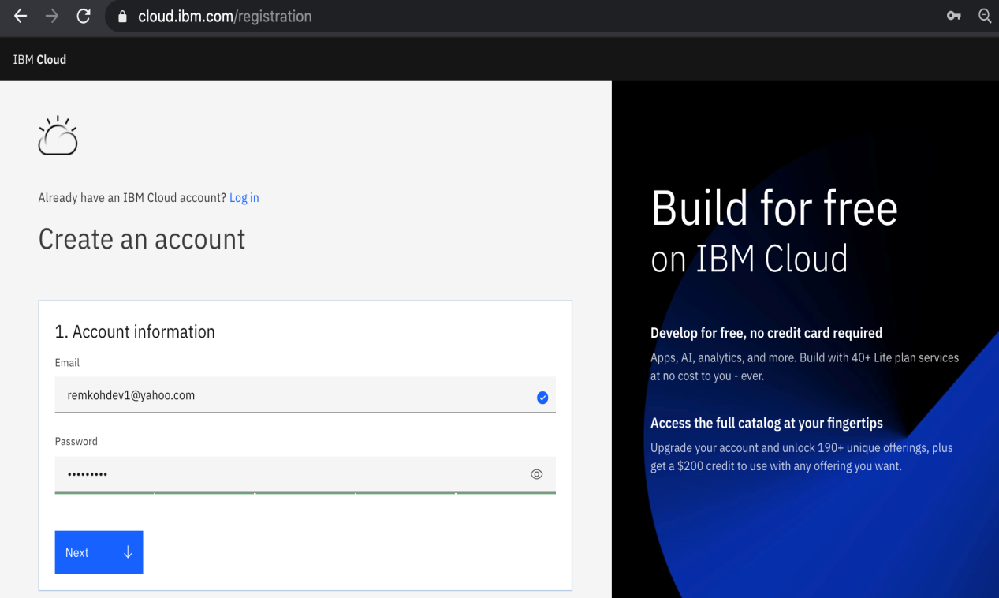 cloud.ibm.com/registration
IBM Cloud
Already have an IBM Cloud account? Log in
Create an account
1. Account information
Email
remkohdev1@yahoo.com
Password
•••••••••
Next
Build for free
on IBM Cloud
Develop for free, no credit card required
Apps, AI, analytics, and more. Build with 40+ Lite plan services
at no cost to you - ever.
Access the full catalog at your fingertips
Upgrade your account and unlock 190+ unique offerings, plus
get a $200 credit to use with any offering you want.